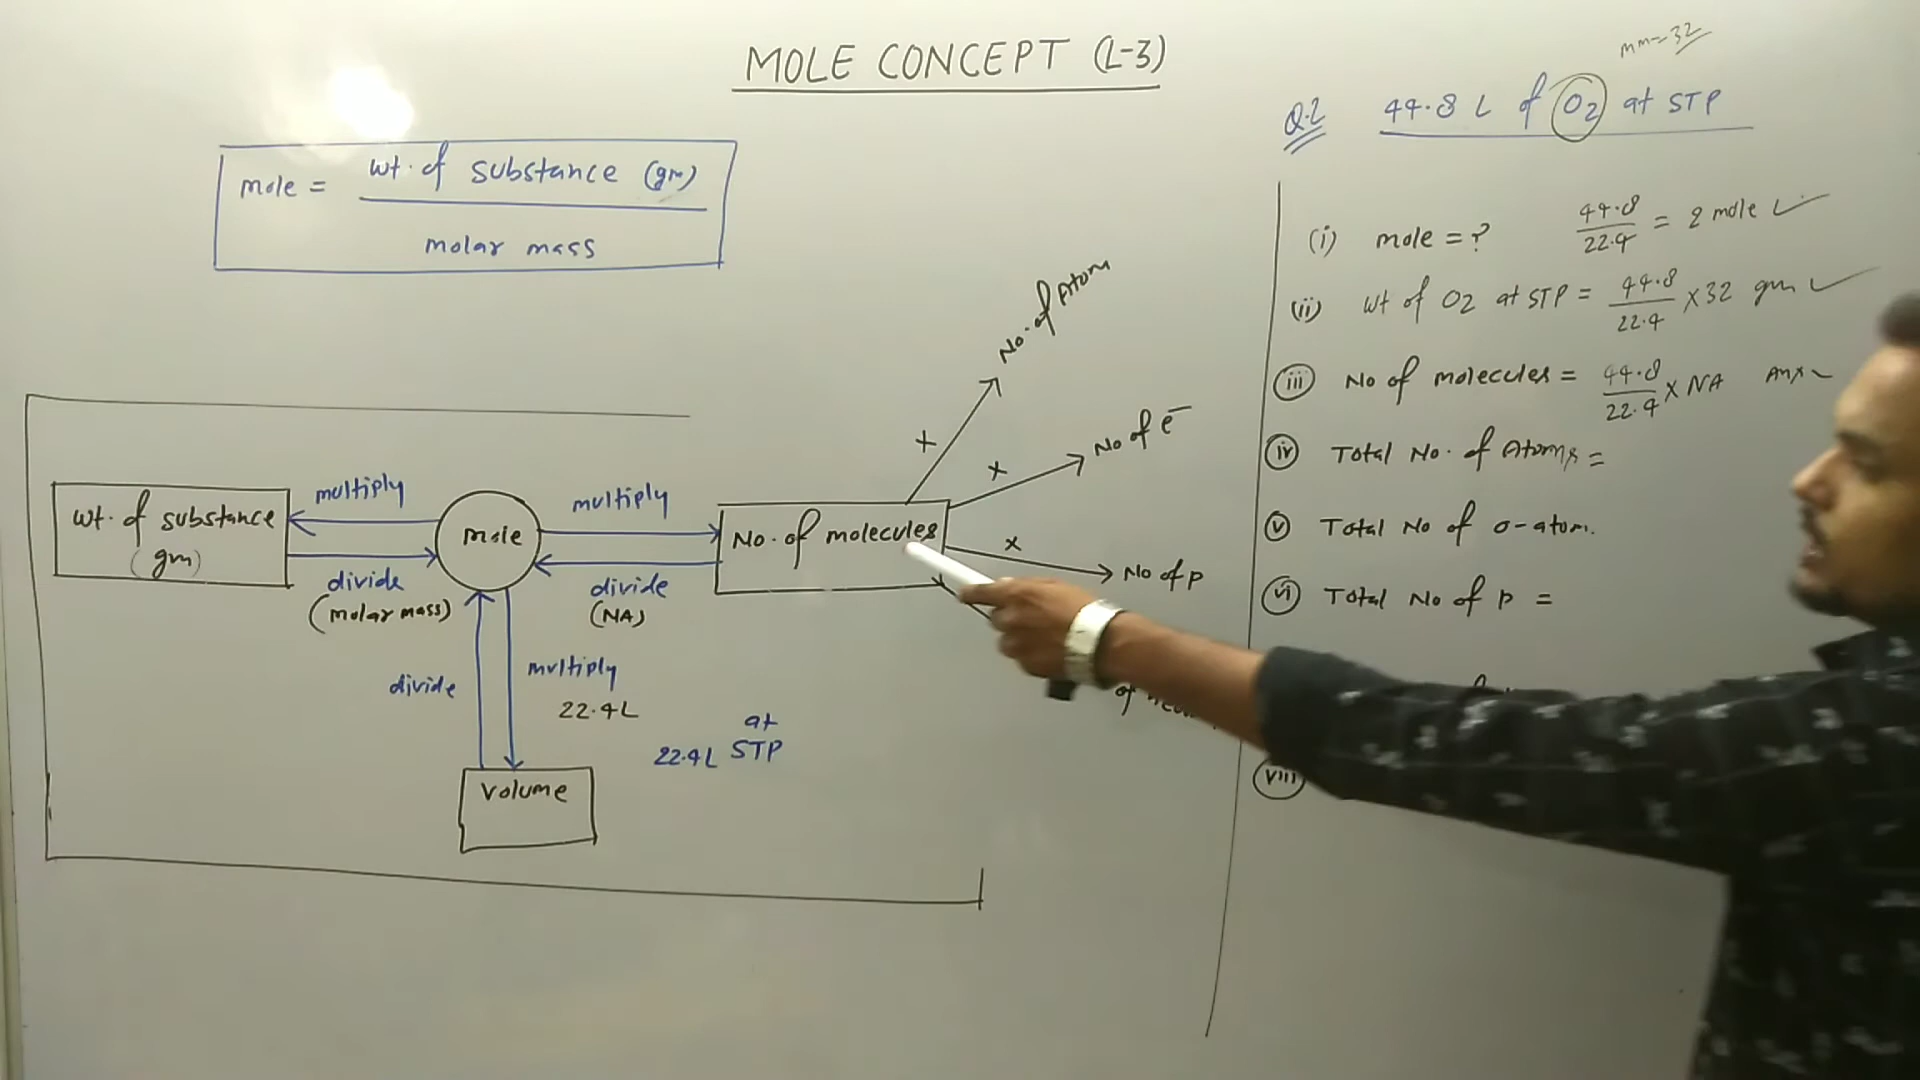 MOLE CONCEPT (L-3)
mole = wt. of substance (gm)
molar mass
No. of Atom
x
No of e-
x
x
No of p
wt. of substance
(gm)
multiply
divide
(molar mass)
mole
multiply
divide
(NA)
No. of molecules
divide
multiply
22.4 L
22.4 L at STP
volume
mm = 32
Q.2 44.8 L of O2 at STP
(i) mole = ? 44.8/22.4 = 2 mole
(ii) wt of O2 at STP = 44.8/22.4 x 32 gm
(iii) No of molecules = 44.8/22.4 x NA Ans
(iv) Total No. of Atoms =
(v) Total No of o-atom.
(vi) Total No of p =
of
(viii)